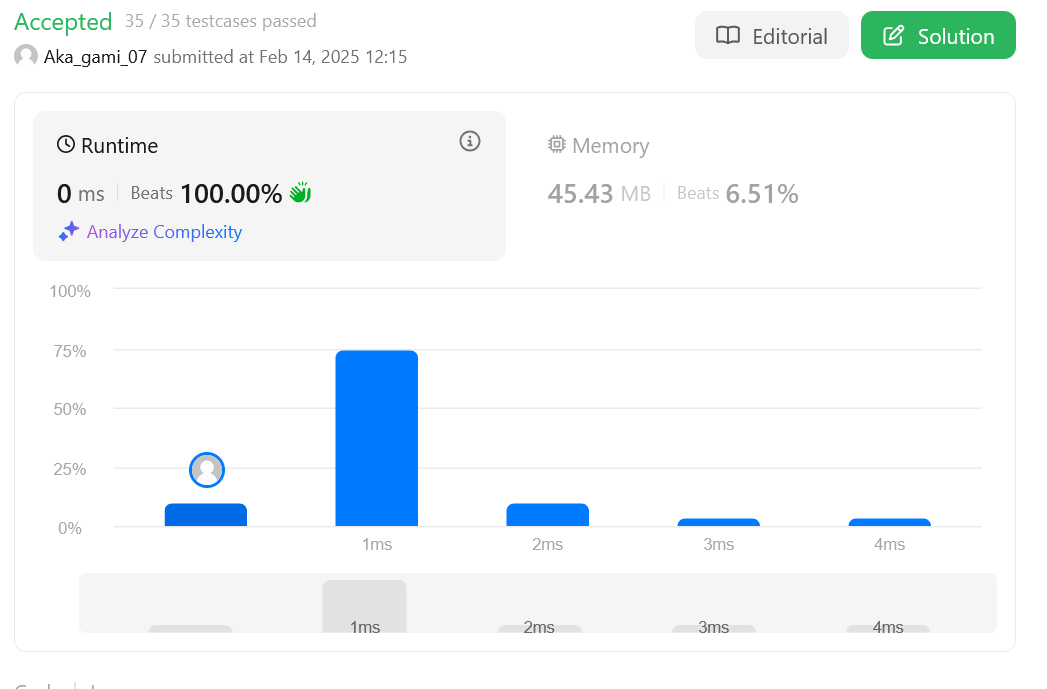 Accepted 35 / 35 testcases passed
Editorial
Solution
Aka_gami_07 submitted at Feb 14, 2025 12:15
Runtime
Memory
0 ms Beats 100.00%
45.43 MB Beats 6.51%
Analyze Complexity
100%
75%
50%
25%
0%
1ms 2ms 3ms 4ms
1ms 2ms 3ms 4ms